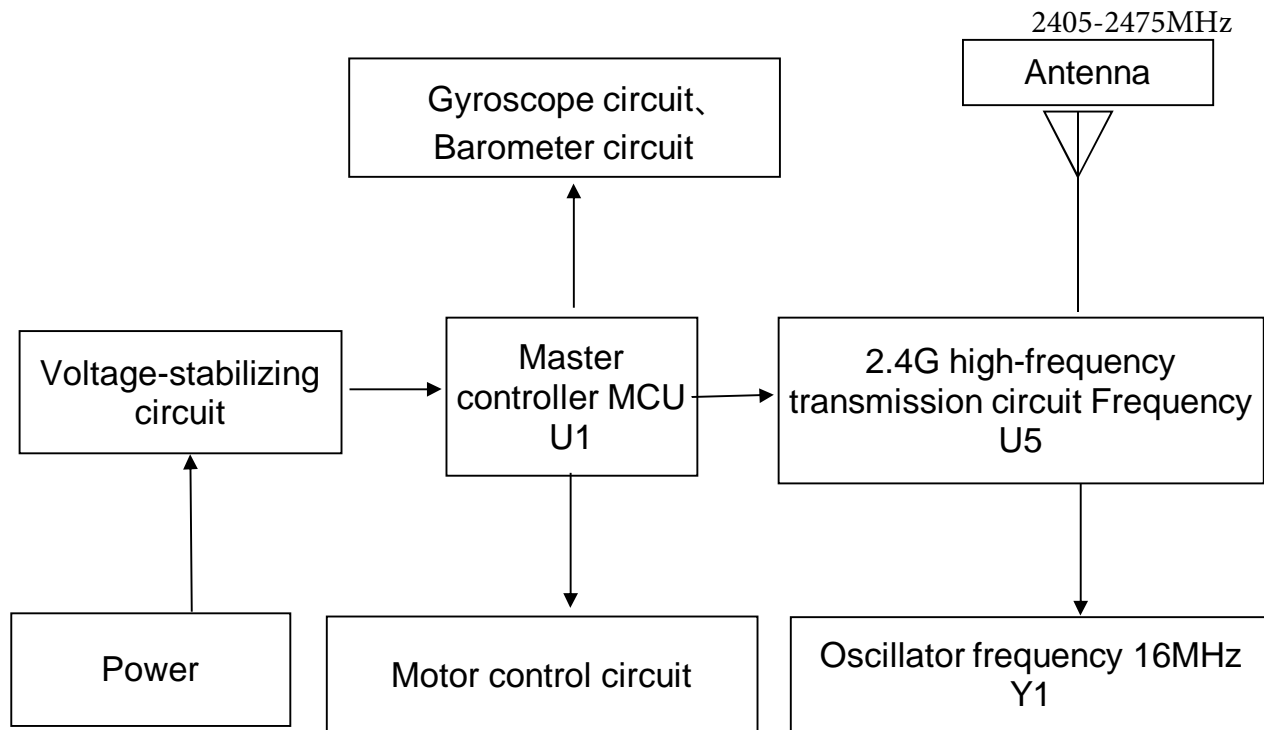 2405-2475MHz
Antenna
Gyroscope circuit、
Barometer circuit
Voltage-stabilizing
circuit
Master
controller MCU
U1
2.4G high-frequency
transmission circuit Frequency
U5
Power
Motor control circuit
Oscillator frequency 16MHz
Y1